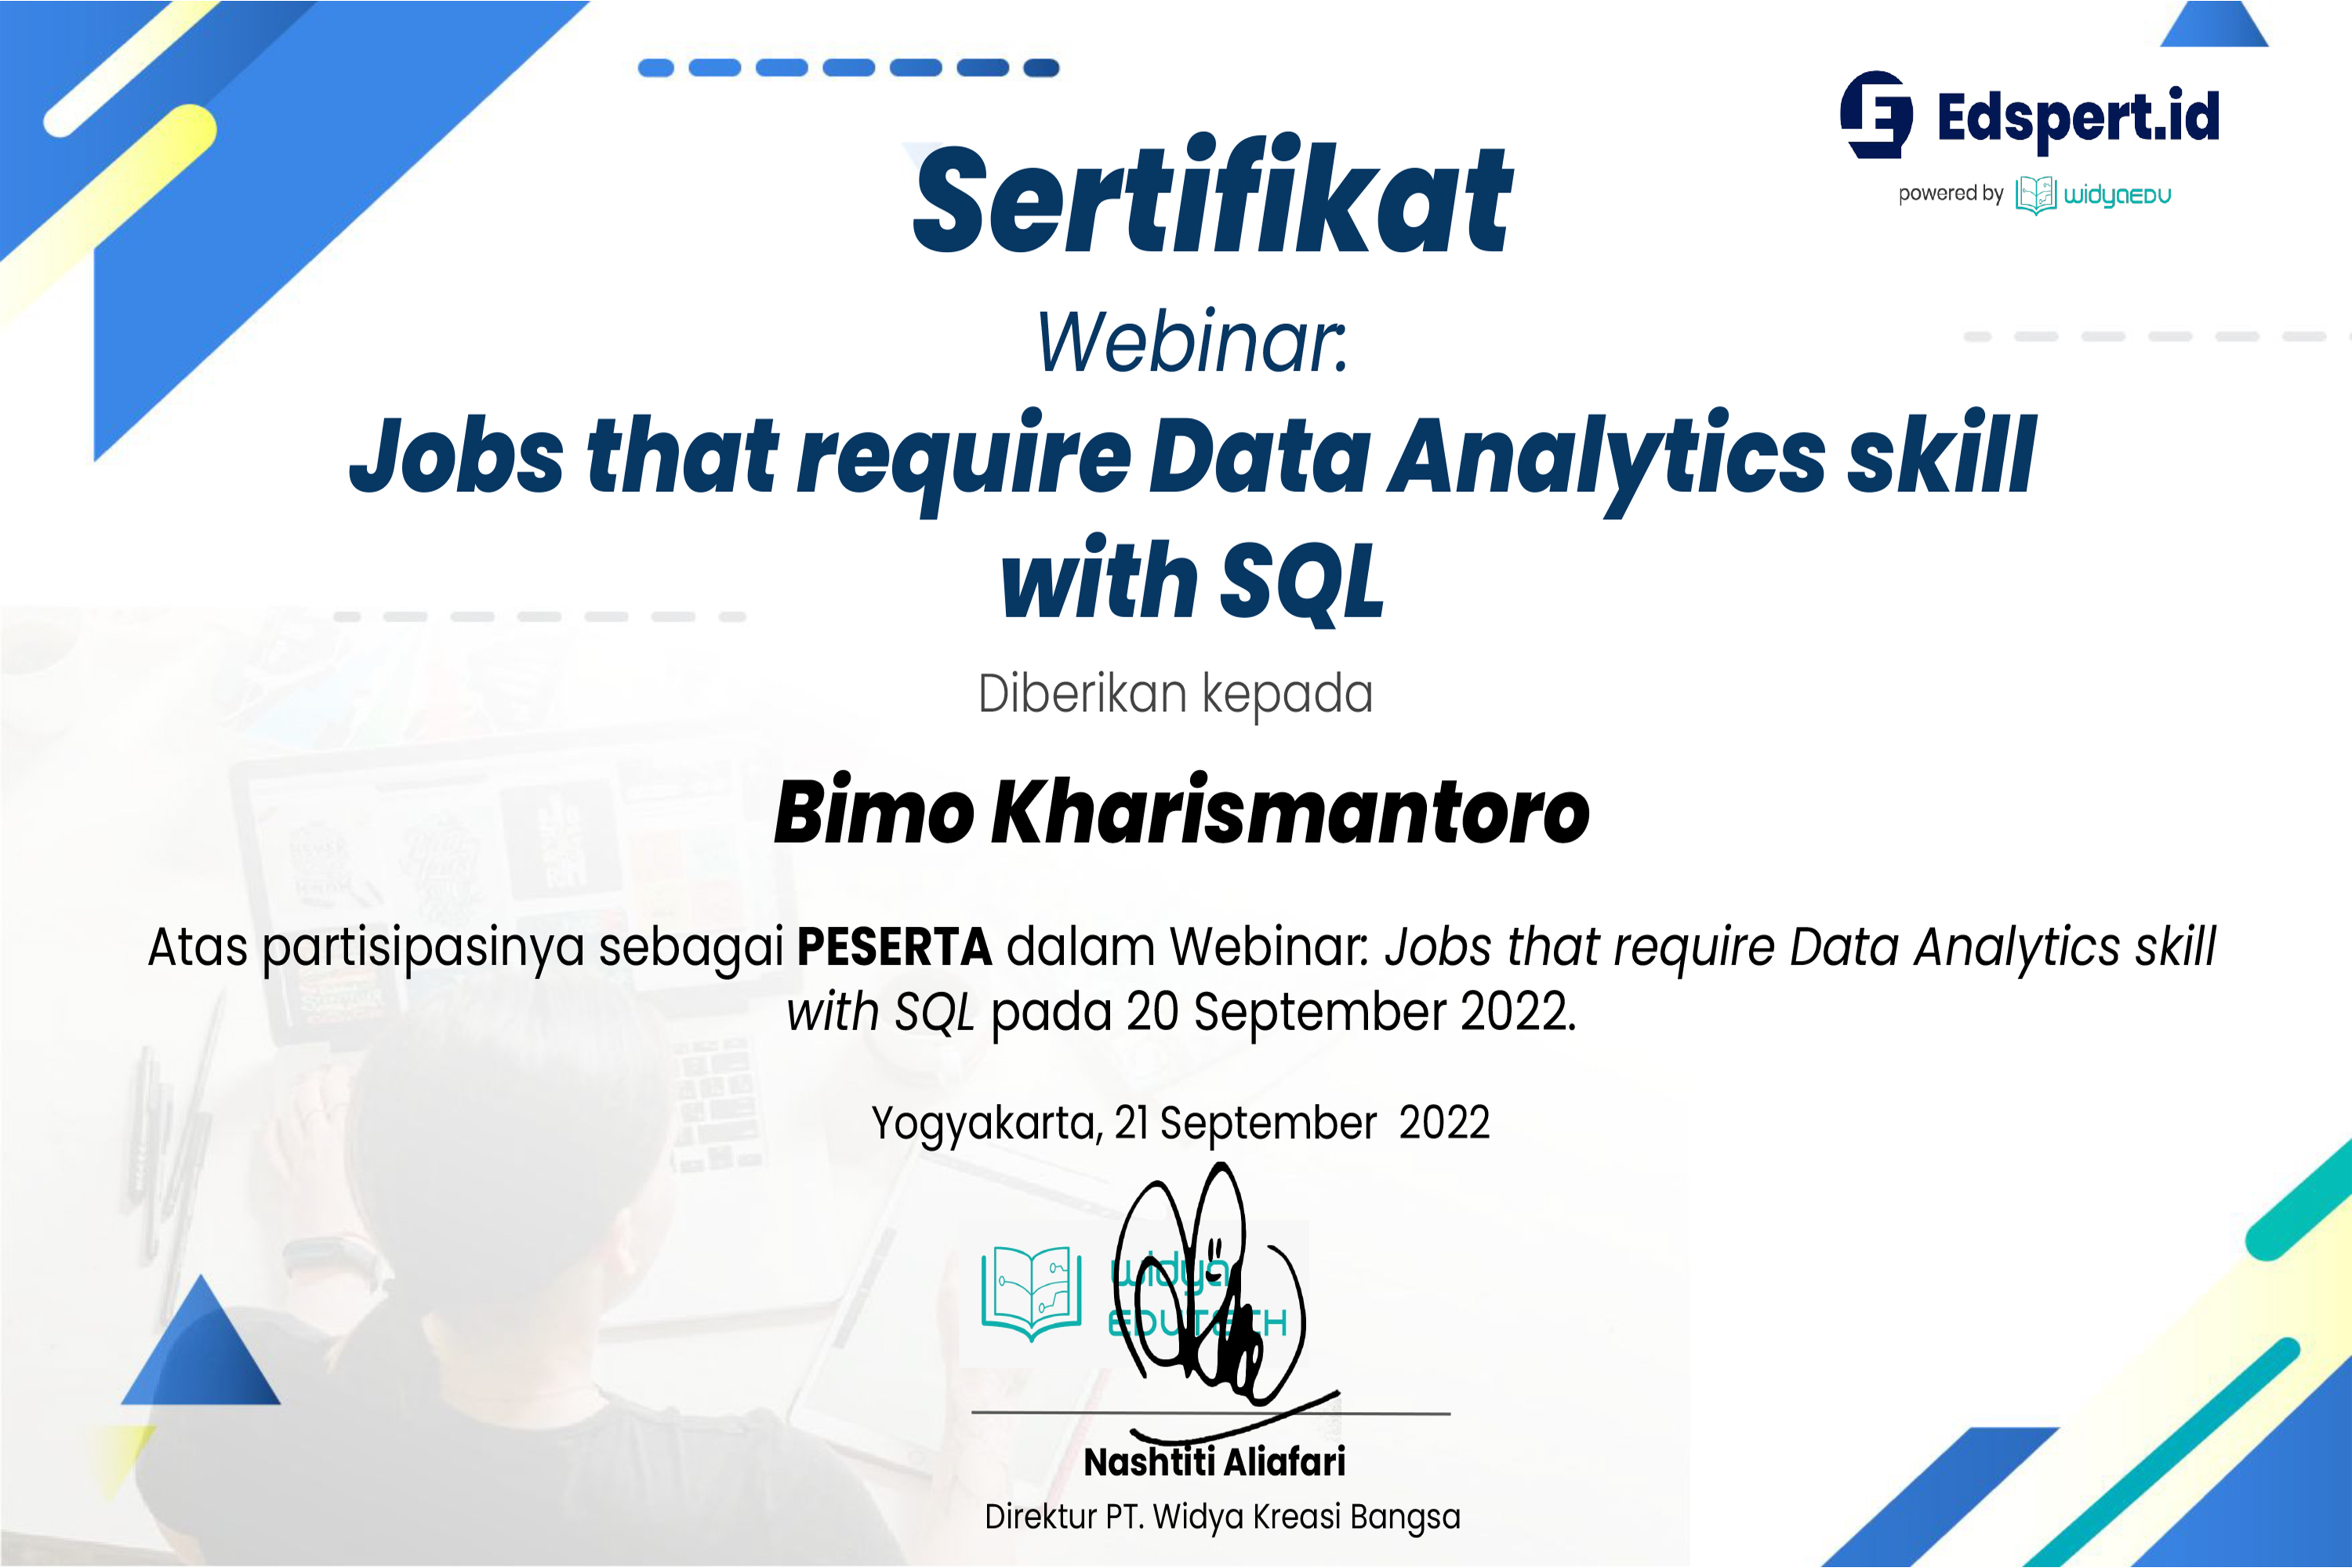 Edspert.id
powered by widyaEDU
Sertifikat
Webinar:
Jobs that require Data Analytics skill
with SQL
Diberikan kepada
Bimo Kharismantoro
Atas partisipasinya sebagai PESERTA dalam Webinar: Jobs that require Data Analytics skill
with SQL pada 20 September 2022.
Yogyakarta, 21 September 2022
widya
EDUTECH
Nashtiti Aliafari
Direktur PT. Widya Kreasi Bangsa